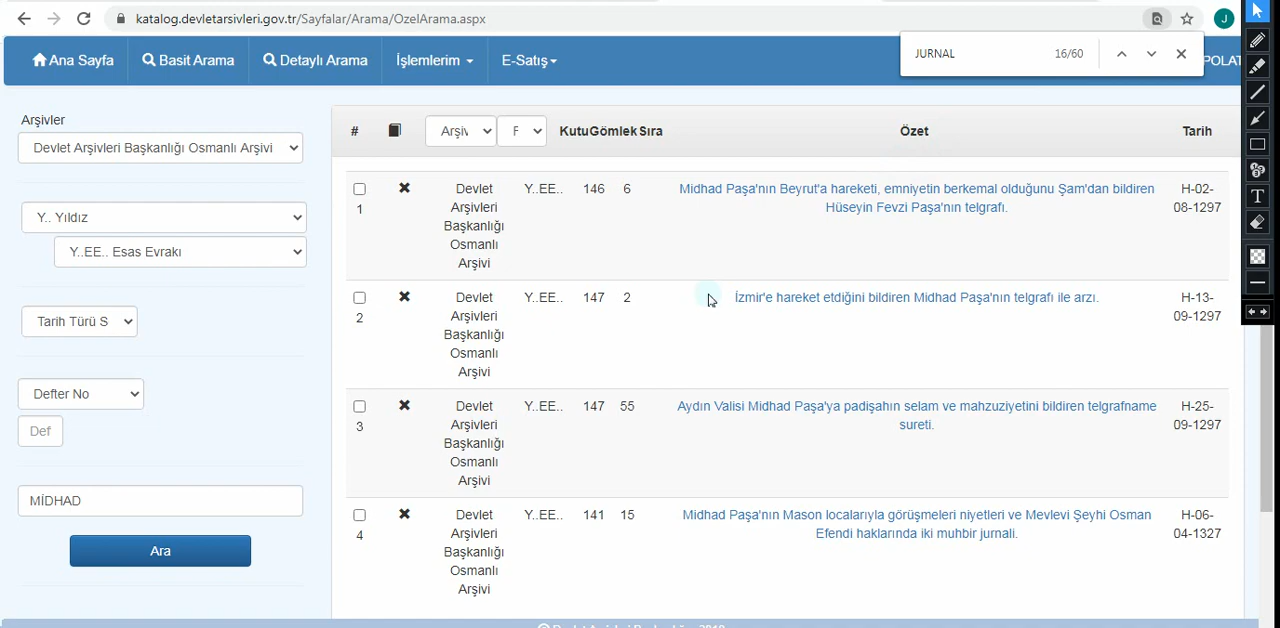 katalog.devletarsivleri.gov.tr/Sayfalar/Arama/OzelArama.aspx
J
JURNAL 16/60
Ana Sayfa Basit Arama Detaylı Arama İşlemlerim E-Satış POLAT
Arşivler
Devlet Arşivleri Başkanlığı Osmanlı Arşivi
Y.. Yıldız
Y..EE.. Esas Evrakı
Tarih Türü S
Defter No
Def
MİDHAD
Ara
# Arşiv F Kutu Gömlek Sıra Özet Tarih
1 Devlet Arşivleri Başkanlığı Osmanlı Arşivi Y..EE.. 146 6
Midhad Paşa'nın Beyrut'a hareketi, emniyetin berkemal olduğunu Şam'dan bildiren
Hüseyin Fevzi Paşa'nın telgrafı.
H-02-
08-1297
2 Devlet Arşivleri Başkanlığı Osmanlı Arşivi Y..EE.. 147 2
İzmir'e hareket etdiğini bildiren Midhad Paşa'nın telgrafı ile arzı.
H-13-
09-1297
3 Devlet Arşivleri Başkanlığı Osmanlı Arşivi Y..EE.. 147 55
Aydın Valisi Midhad Paşa'ya padişahın selam ve mahzuziyetini bildiren telgrafname
sureti.
H-25-
09-1297
4 Devlet Arşivleri Başkanlığı Osmanlı Arşivi Y..EE.. 141 15
Midhad Paşa'nın Mason localarıyla görüşmeleri niyetleri ve Mevlevi Şeyhi Osman
Efendi haklarında iki muhbir jurnali.
H-06-
04-1327